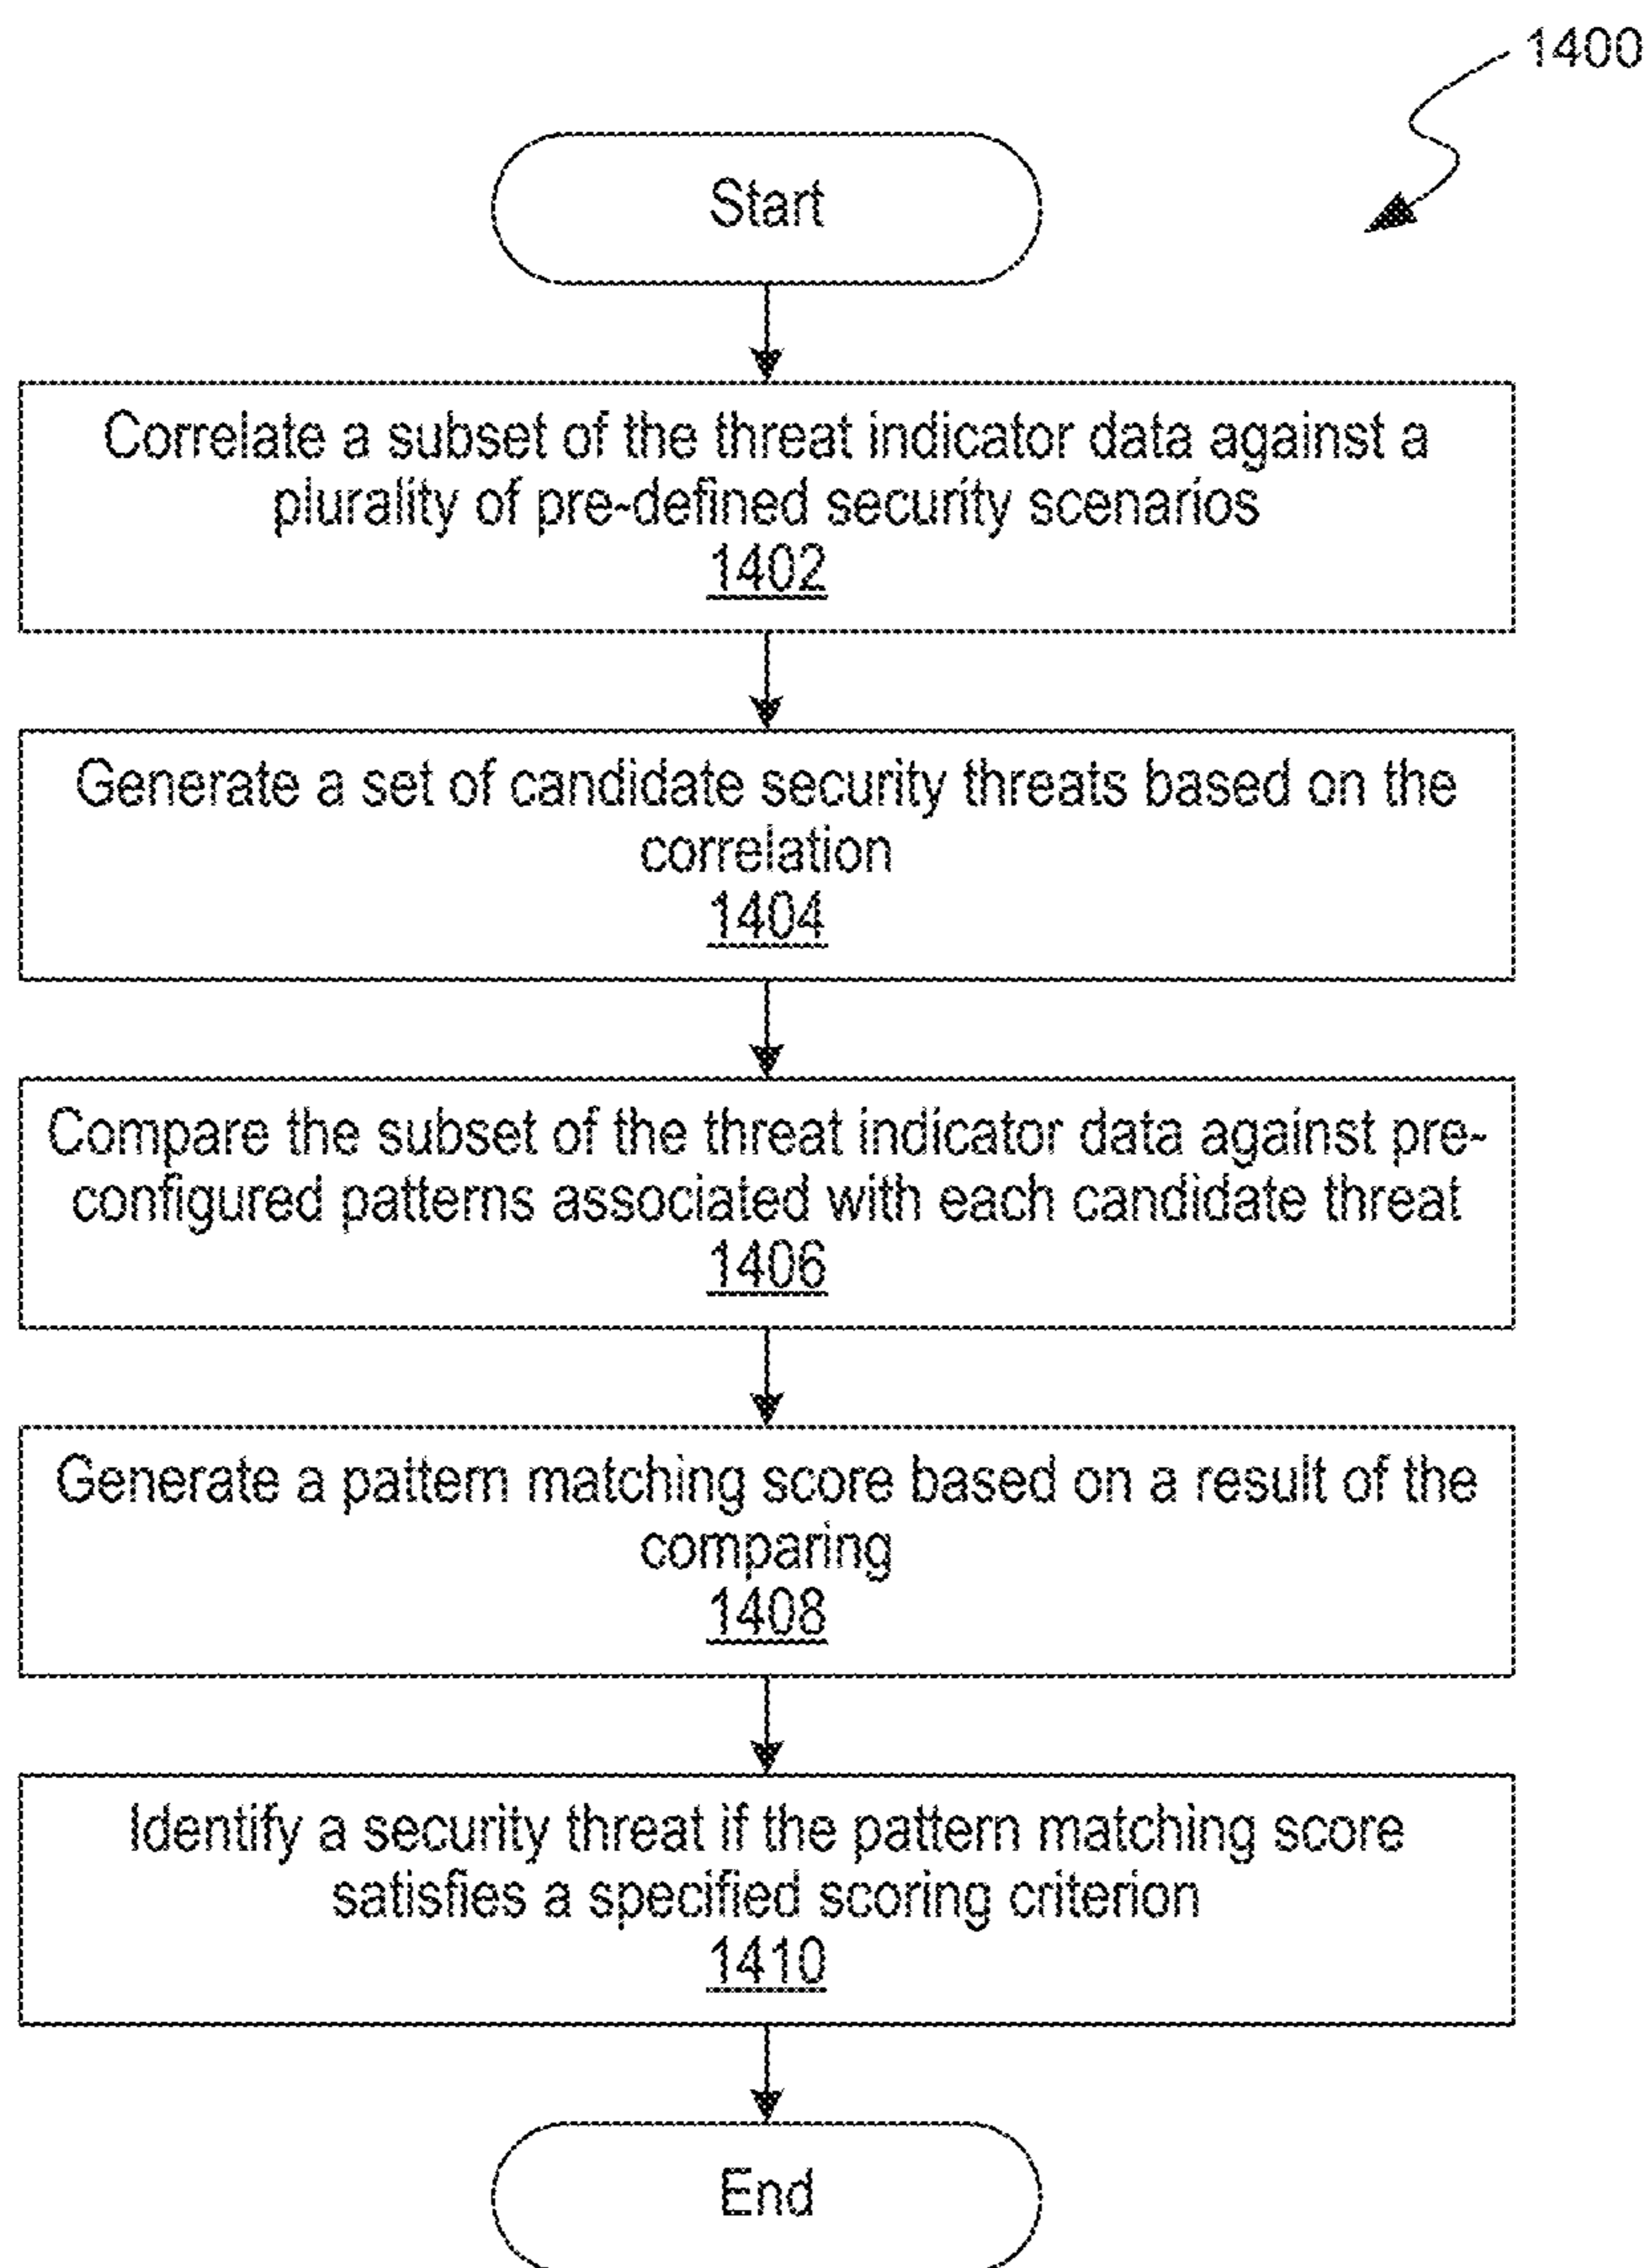 1400
Start
Correlate a subset of the threat indicator data against a
plurality of pre-defined security scenarios
1402
Generate a set of candidate security threats based on the
correlation
1404
Compare the subset of the threat indicator data against pre-
configured patterns associated with each candidate threat
1406
Generate a pattern matching score based on a result of the
comparing
1408
Identify a security threat if the pattern matching score
satisfies a specified scoring criterion
1410
End